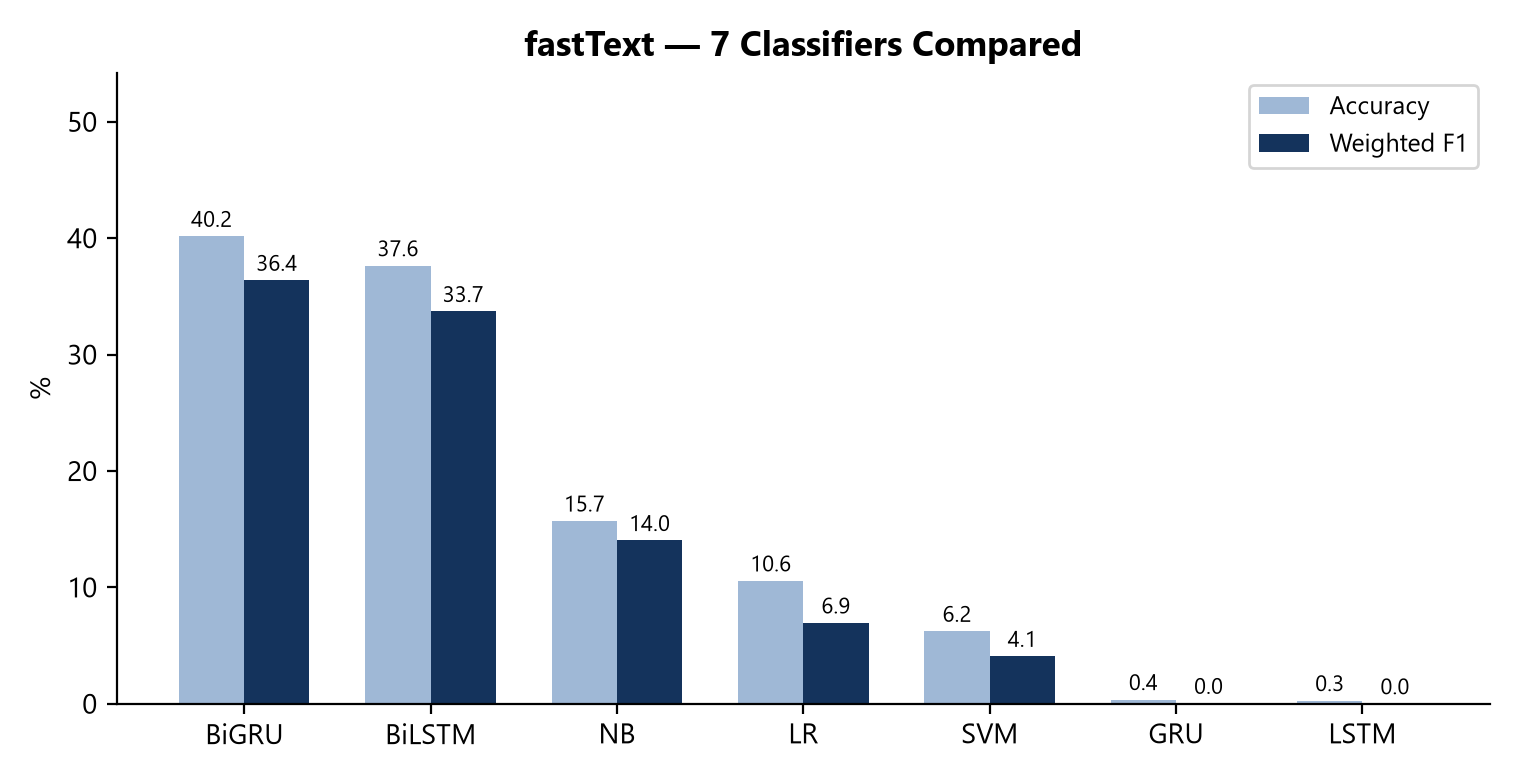 fastText — 7 Classifiers Compared
Accuracy
Weighted F1
%
50
40
30
20
10
0
40.2
36.4
37.6
33.7
15.7
14.0
10.6
6.9
6.2
4.1
0.4
0.0
0.3
0.0
BiGRU
BiLSTM
NB
LR
SVM
GRU
LSTM